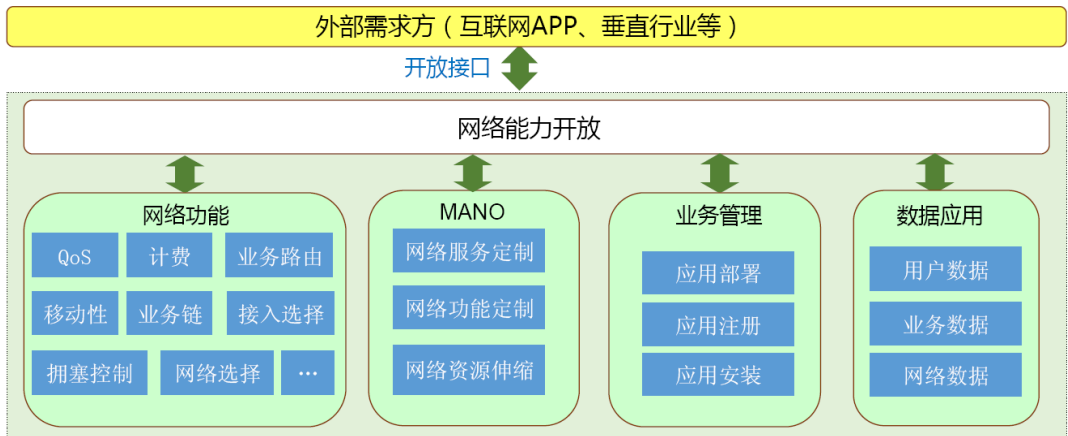 外部需求方（互联网APP、垂直行业等）
开放接口
网络能力开放
网络功能
QoS
计费
业务路由
移动性
业务链
接入选择
拥塞控制
网络选择
…
MANO
网络服务定制
网络功能定制
网络资源伸缩
业务管理
应用部署
应用注册
应用安装
数据应用
用户数据
业务数据
网络数据